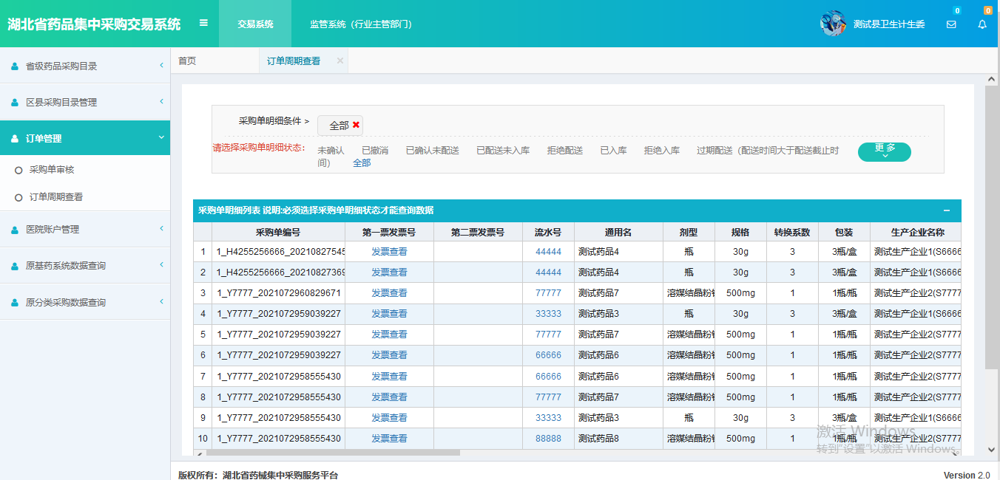 湖北省药品集中采购交易系统
交易系统
监管系统（行业主管部门）
测试县卫生计生委
0
0
省级药品采购目录
区县采购目录管理
订单管理
采购单审核
订单周期查看
医院账户管理
原基药系统数据查询
原分类采购数据查询
首页 订单周期查看
采购单明细条件 > 全部
请选择采购单明细状态： 未确认 已撤消 已确认未配送 已配送未入库 拒绝配送 已入库 拒绝入库 过期配送（配送时间大于配送截止时
间） 全部
更多
采购单明细列表 说明:必须选择采购单明细状态才能查询数据
采购单编号 第一票发票号 第二票发票号 流水号 通用名 剂型 规格 转换系数 包装 生产企业名称
1 1_H4255256666_20210827545 发票查看 44444 测试药品4 瓶 30g 3 3瓶/盒 测试生产企业1(S6666
2 1_H4255256666_20210827369 发票查看 44444 测试药品4 瓶 30g 3 3瓶/盒 测试生产企业1(S6666
3 1_Y7777_2021072960829671 发票查看 77777 测试药品7 溶媒结晶粉针 500mg 1 1瓶/瓶 测试生产企业2(S7777
4 1_Y7777_2021072959039227 发票查看 33333 测试药品3 瓶 30g 3 3瓶/盒 测试生产企业1(S6666
5 1_Y7777_2021072959039227 发票查看 77777 测试药品7 溶媒结晶粉针 500mg 1 1瓶/瓶 测试生产企业2(S7777
6 1_Y7777_2021072959039227 发票查看 66666 测试药品6 溶媒结晶粉针 500mg 1 1瓶/瓶 测试生产企业2(S7777
7 1_Y7777_2021072958555430 发票查看 66666 测试药品6 溶媒结晶粉针 500mg 1 1瓶/瓶 测试生产企业2(S7777
8 1_Y7777_2021072958555430 发票查看 77777 测试药品7 溶媒结晶粉针 500mg 1 1瓶/瓶 测试生产企业2(S7777
9 1_Y7777_2021072958555430 发票查看 33333 测试药品3 瓶 30g 3 3瓶/盒 测试生产企业1(S6666
10 1_Y7777_2021072958555430 发票查看 88888 测试药品8 溶媒结晶粉针 500mg 1 1瓶/瓶 测试生产企业2(S7777
激活 Windows
转到"设置"以激活 Windows。
版权所有：湖北省药械集中采购服务平台
Version 2.0